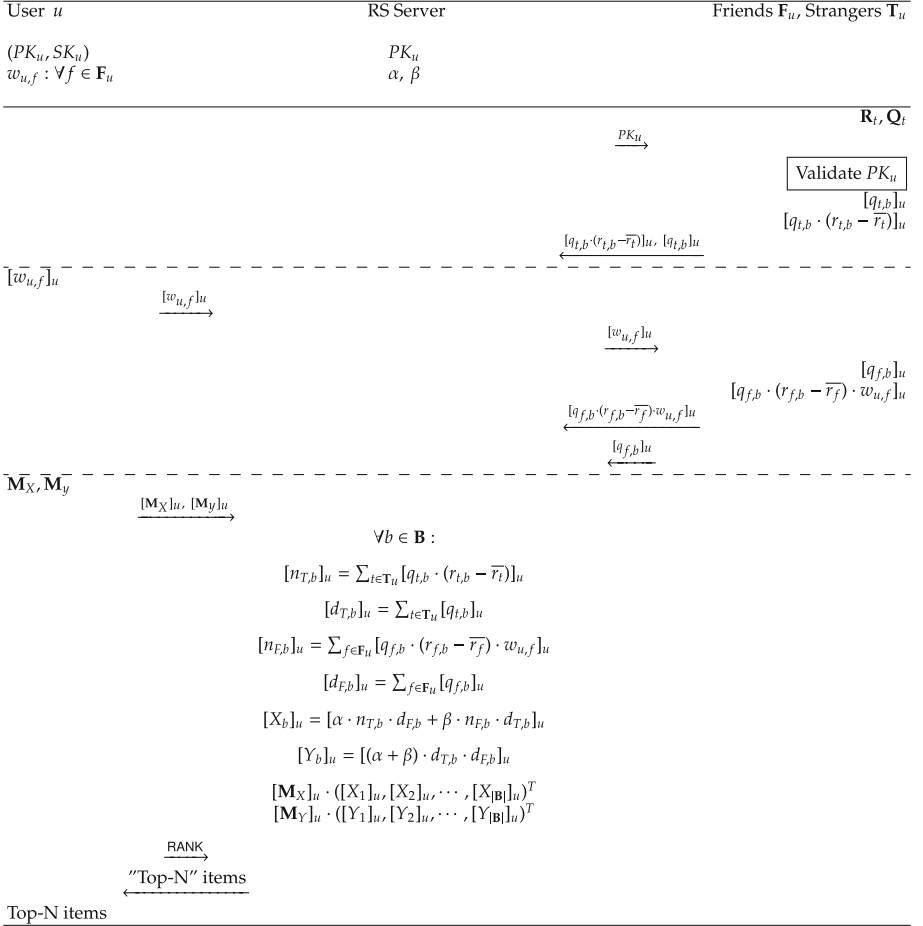 User u RS Server Friends F_u, Strangers T_u
(PK_u, SK_u) PK_u
w_{u,f} : ∀f ∈ F_u α, β
R_t, Q_t
PK_u
Validate PK_u
[q_{t,b}]_u
[q_{t,b} · (r_{t,b} − \overline{r_t})]_u
[q_{t,b}·(r_{t,b}−\overline{r_t})]_u, [q_{t,b}]_u
[w_{u,f}]_u
[w_{u,f}]_u
[w_{u,f}]_u
[q_{f,b}]_u
[q_{f,b} · (r_{f,b} − \overline{r_f}) · w_{u,f}]_u
[q_{f,b}·(r_{f,b}−\overline{r_f})·w_{u,f}]_u
[q_{f,b}]_u
M_X, M_y
[M_X]_u, [M_y]_u
∀b ∈ B :
[n_{T,b}]_u = ∑_{t∈T_u} [q_{t,b} · (r_{t,b} − \overline{r_t})]_u
[d_{T,b}]_u = ∑_{t∈T_u} [q_{t,b}]_u
[n_{F,b}]_u = ∑_{f∈F_u} [q_{f,b} · (r_{f,b} − \overline{r_f}) · w_{u,f}]_u
[d_{F,b}]_u = ∑_{f∈F_u} [q_{f,b}]_u
[X_b]_u = [α · n_{T,b} · d_{F,b} + β · n_{F,b} · d_{T,b}]_u
[Y_b]_u = [(α + β) · d_{T,b} · d_{F,b}]_u
[M_X]_u · ([X_1]_u, [X_2]_u, ··· , [X_{|B|}]_u)^T
[M_Y]_u · ([Y_1]_u, [Y_2]_u, ··· , [Y_{|B|}]_u)^T
RANK
”Top-N” items
Top-N items